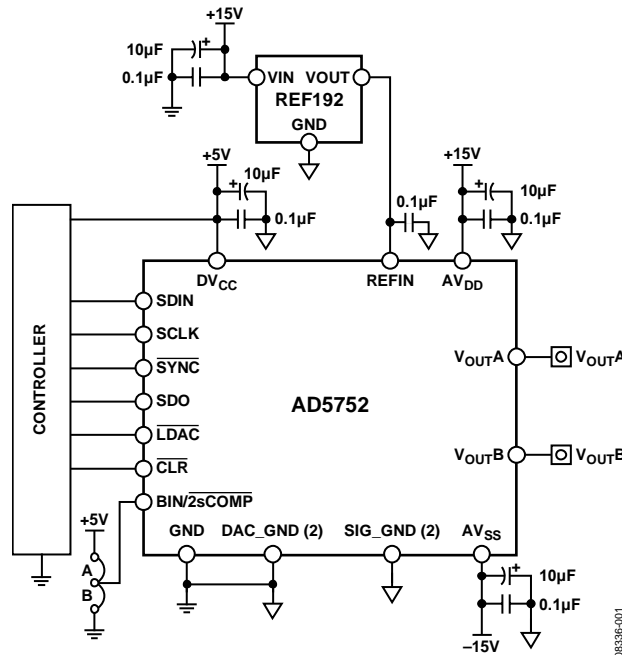 +15V
10µF
+
0.1µF
VIN
VOUT
REF192
GND
+5V
+
10µF
0.1µF
0.1µF
+15V
+
10µF
0.1µF
DVCC
REFIN
AVDD
CONTROLLER
SDIN
SCLK
SYNC
SDO
LDAC
CLR
BIN/2sCOMP
AD5752
VOUTA
VOUTA
VOUTB
VOUTB
GND
DAC_GND (2)
SIG_GND (2)
AVSS
+5V
A
B
+
10µF
0.1µF
–15V
08336-001